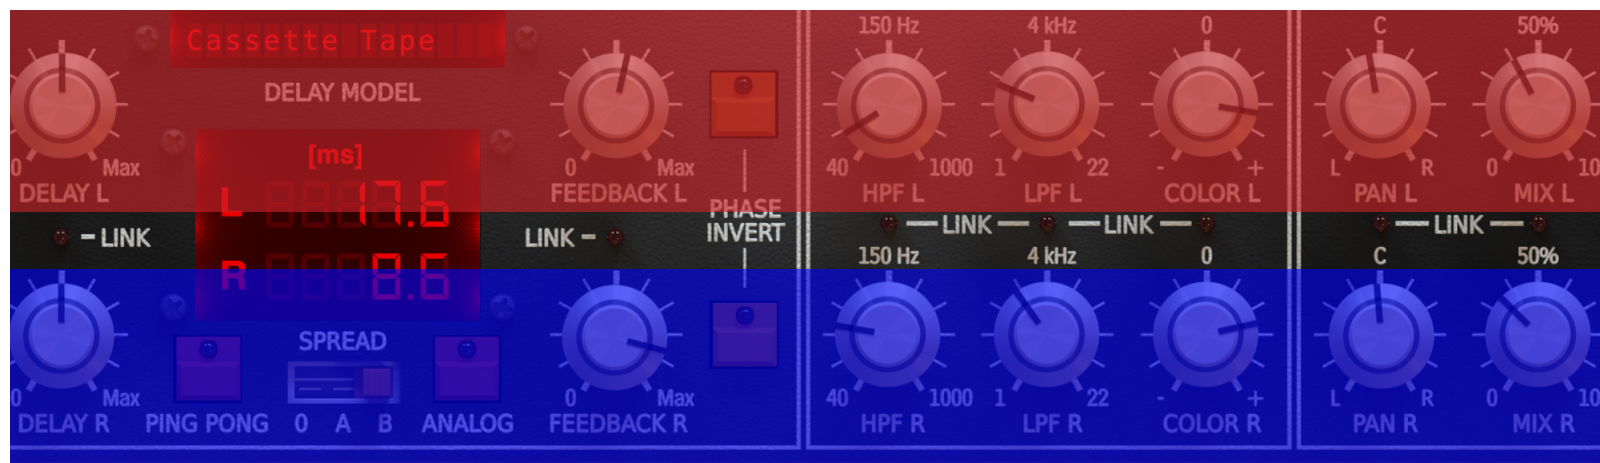 150 Hz 4 kHz 0 C 50%
Cassette Tape
DELAY MODEL
[ms]
0 Max 0 Max 40 1000 1 22 - + L R 0 10
DELAY L FEEDBACK L HPF L LPF L COLOR L PAN L MIX L
L 17.6
PHASE
INVERT
LINK LINK LINK LINK LINK
150 Hz 4 kHz 0 C 50%
R 8.6
SPREAD
0 Max 0 Max 40 1000 1 22 - + L R 0 10
DELAY R PING PONG 0 A B ANALOG FEEDBACK R HPF R LPF R COLOR R PAN R MIX R